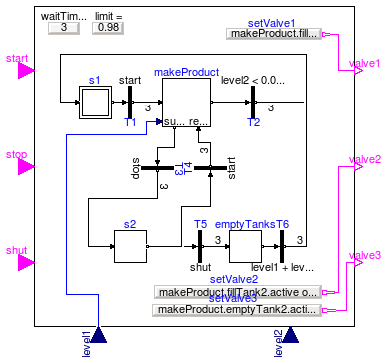 waitTim...
3
limit =
0.98
setValve1
makeProduct.fill...
start
valve1
s1
start
makeProduct
level2 < 0.0...
3
3
su...
re...
T1
T2
stop
stop
T3
T4
start
3
3
valve2
s2
T5
emptyTanks
T6
3
3
shut
level1 + lev...
shut
setValve2
makeProduct.fillTank2.active o...
setValve3
makeProduct.emptyTank2.acti...
valve3
level1
level2